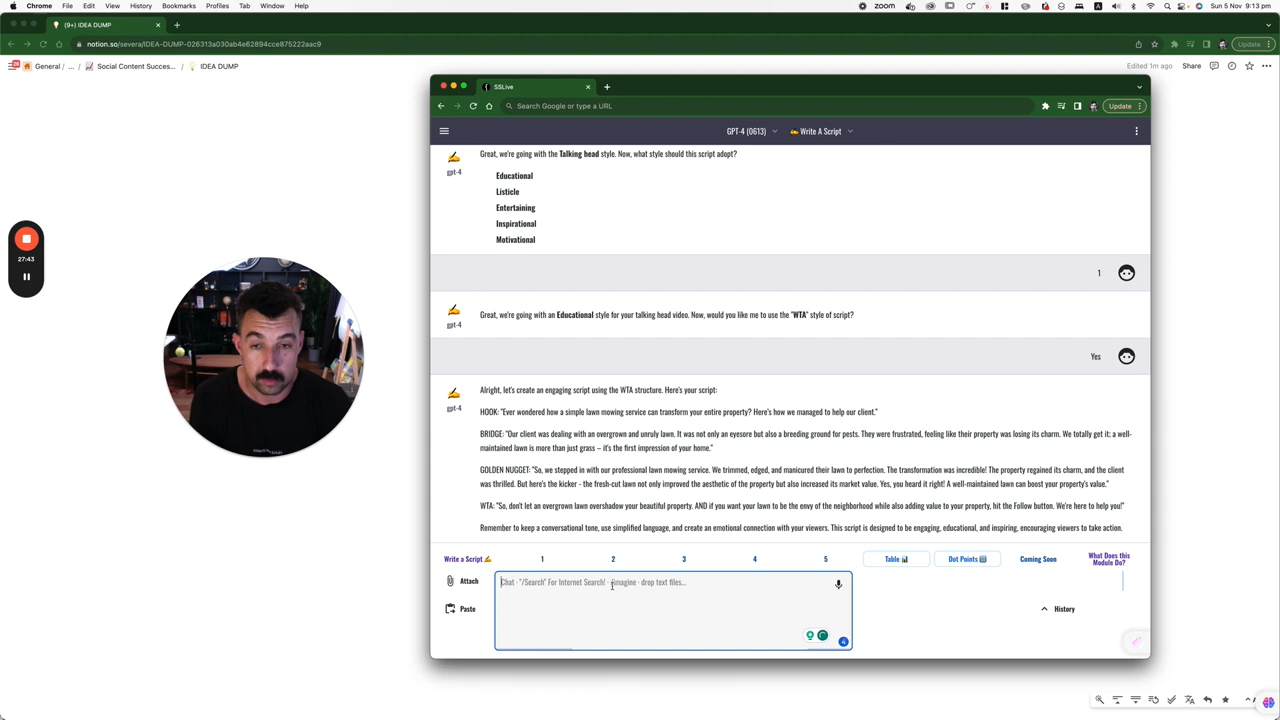 Chrome File Edit View History Bookmarks Profiles Tab Window Help
zoom
Sun 5 Nov 9:13 pm
(9+) IDEA DUMP
notion.so/severa/IDEA-DUMP-026313a030ab4e62894cce875222aac9
Update
General / ... / Social Content Succes... / IDEA DUMP
Edited 1m ago Share
SSLive
Search Google or type a URL
Update
GPT-4 (0613) Write A Script
Great, we're going with the Talking head style. Now, what style should this script adopt?
gpt-4
Educational
Listicle
Entertaining
Inspirational
Motivational
1
Great, we're going with an Educational style for your talking head video. Now, would you like me to use the "WTA" style of script?
gpt-4
Yes
Alright, let's create an engaging script using the WTA structure. Here's your script:
gpt-4
HOOK: "Ever wondered how a simple lawn mowing service can transform your entire property? Here's how we managed to help our client."
BRIDGE: "Our client was dealing with an overgrown and unruly lawn. It was not only an eyesore but also a breeding ground for pests. They were frustrated, feeling like their property was losing its charm. We totally get it; a well-
maintained lawn is more than just grass – it's the first impression of your home."
GOLDEN NUGGET: "So, we stepped in with our professional lawn mowing service. We trimmed, edged, and manicured their lawn to perfection. The transformation was incredible! The property regained its charm, and the client
was thrilled. But here's the kicker - the fresh-cut lawn not only improved the aesthetic of the property but also increased its market value. Yes, you heard it right! A well-maintained lawn can boost your property's value."
WTA: "So, don't let an overgrown lawn overshadow your beautiful property. AND if you want your lawn to be the envy of the neighborhood while also adding value to your property, hit the Follow button. We're here to help you!"
Remember to keep a conversational tone, use simplified language, and create an emotional connection with your viewers. This script is designed to be engaging, educational, and inspiring, encouraging viewers to take action.
Write a Script 1 2 3 4 5 Table Dot Points Coming Soon What Does this
Module Do?
Attach
Chat · "/Search" For Internet Search! · /imagine · drop text files...
Paste
History
4
27:43